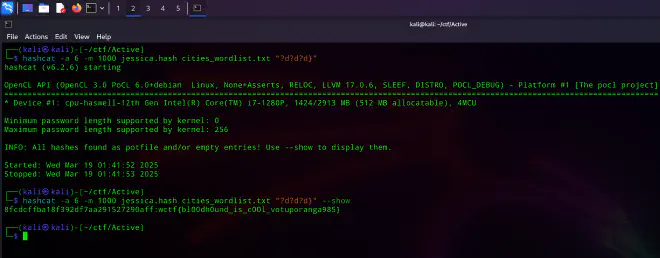 1 2 3 4 5
kali@kali: ~/ctf/Active
File Actions Edit View Help
┌──(kali㉿kali)-[~/ctf/Active]
└─$ hashcat -a 6 -m 1000 jessica.hash cities_wordlist.txt "?d?d?d}"
hashcat (v6.2.6) starting
OpenCL API (OpenCL 3.0 PoCL 6.0+debian Linux, None+Asserts, RELOC, LLVM 17.0.6, SLEEF, DISTRO, POCL_DEBUG) - Platform #1 [The pocl project]
* Device #1: cpu-haswell-12th Gen Intel(R) Core(TM) i7-1280P, 1424/2913 MB (512 MB allocatable), 4MCU
Minimum password length supported by kernel: 0
Maximum password length supported by kernel: 256
INFO: All hashes found as potfile and/or empty entries! Use --show to display them.
Started: Wed Mar 19 01:41:52 2025
Stopped: Wed Mar 19 01:41:53 2025
┌──(kali㉿kali)-[~/ctf/Active]
└─$ hashcat -a 6 -m 1000 jessica.hash cities_wordlist.txt "?d?d?d}" --show
8fcdcffba18f392df7aa291527290aff:wctf{bl00dh0und_is_c00l_votuporanga985}
┌──(kali㉿kali)-[~/ctf/Active]
└─$